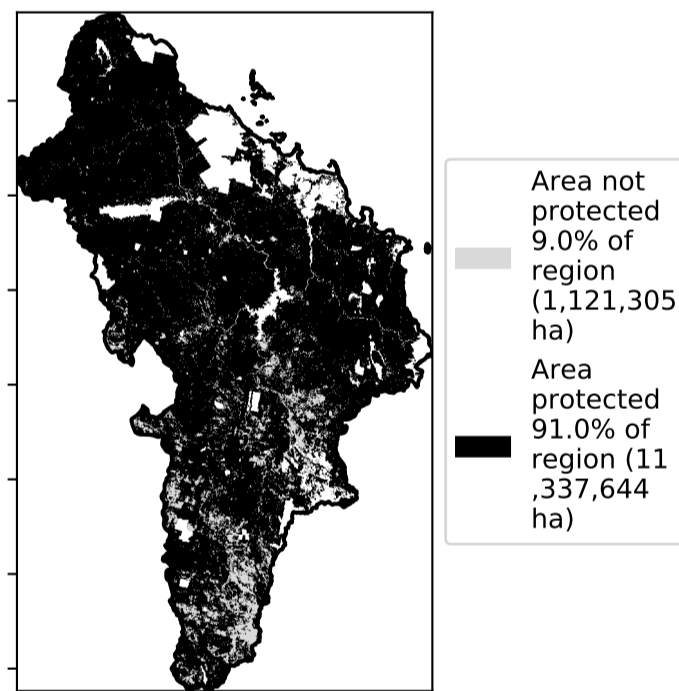 Area not
protected
9.0% of
region
(1,121,305
ha)
Area
protected
91.0% of
region (11
,337,644
ha)